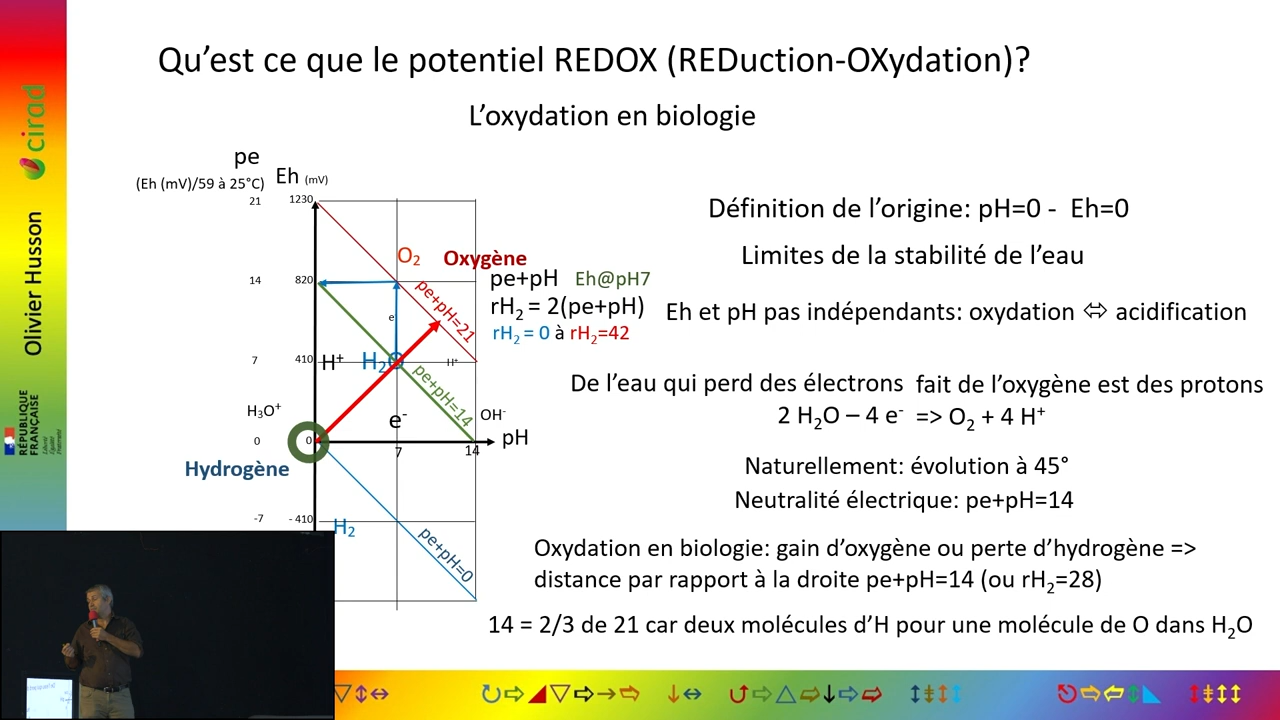 Qu’est ce que le potentiel REDOX (REDuction-OXydation)?
L’oxydation en biologie
cirad
Olivier Husson
RÉPUBLIQUE
FRANÇAISE
Liberté
Égalité
Fraternité
pe
(Eh (mV)/59 à 25°C)
Eh (mV)
21
1230
14
820
7
410
0
0
-7
- 410
O₂
Oxygène
pe+pH=21
e
H⁺
H₂O
H⁺
pe+pH=14
H₃O⁺
e⁻
OH⁻
pH
7
14
Hydrogène
H₂
pe+pH=0
pe+pH Eh@pH7
rH₂ = 2(pe+pH)
rH₂ = 0 à rH₂=42
Définition de l’origine: pH=0 - Eh=0
Limites de la stabilité de l’eau
Eh et pH pas indépendants: oxydation ⇔ acidification
De l’eau qui perd des électrons fait de l’oxygène est des protons
2 H₂O – 4 e⁻ => O₂ + 4 H⁺
Naturellement: évolution à 45°
Neutralité électrique: pe+pH=14
Oxydation en biologie: gain d’oxygène ou perte d’hydrogène =>
distance par rapport à la droite pe+pH=14 (ou rH₂=28)
14 = 2/3 de 21 car deux molécules d’H pour une molécule de O dans H₂O